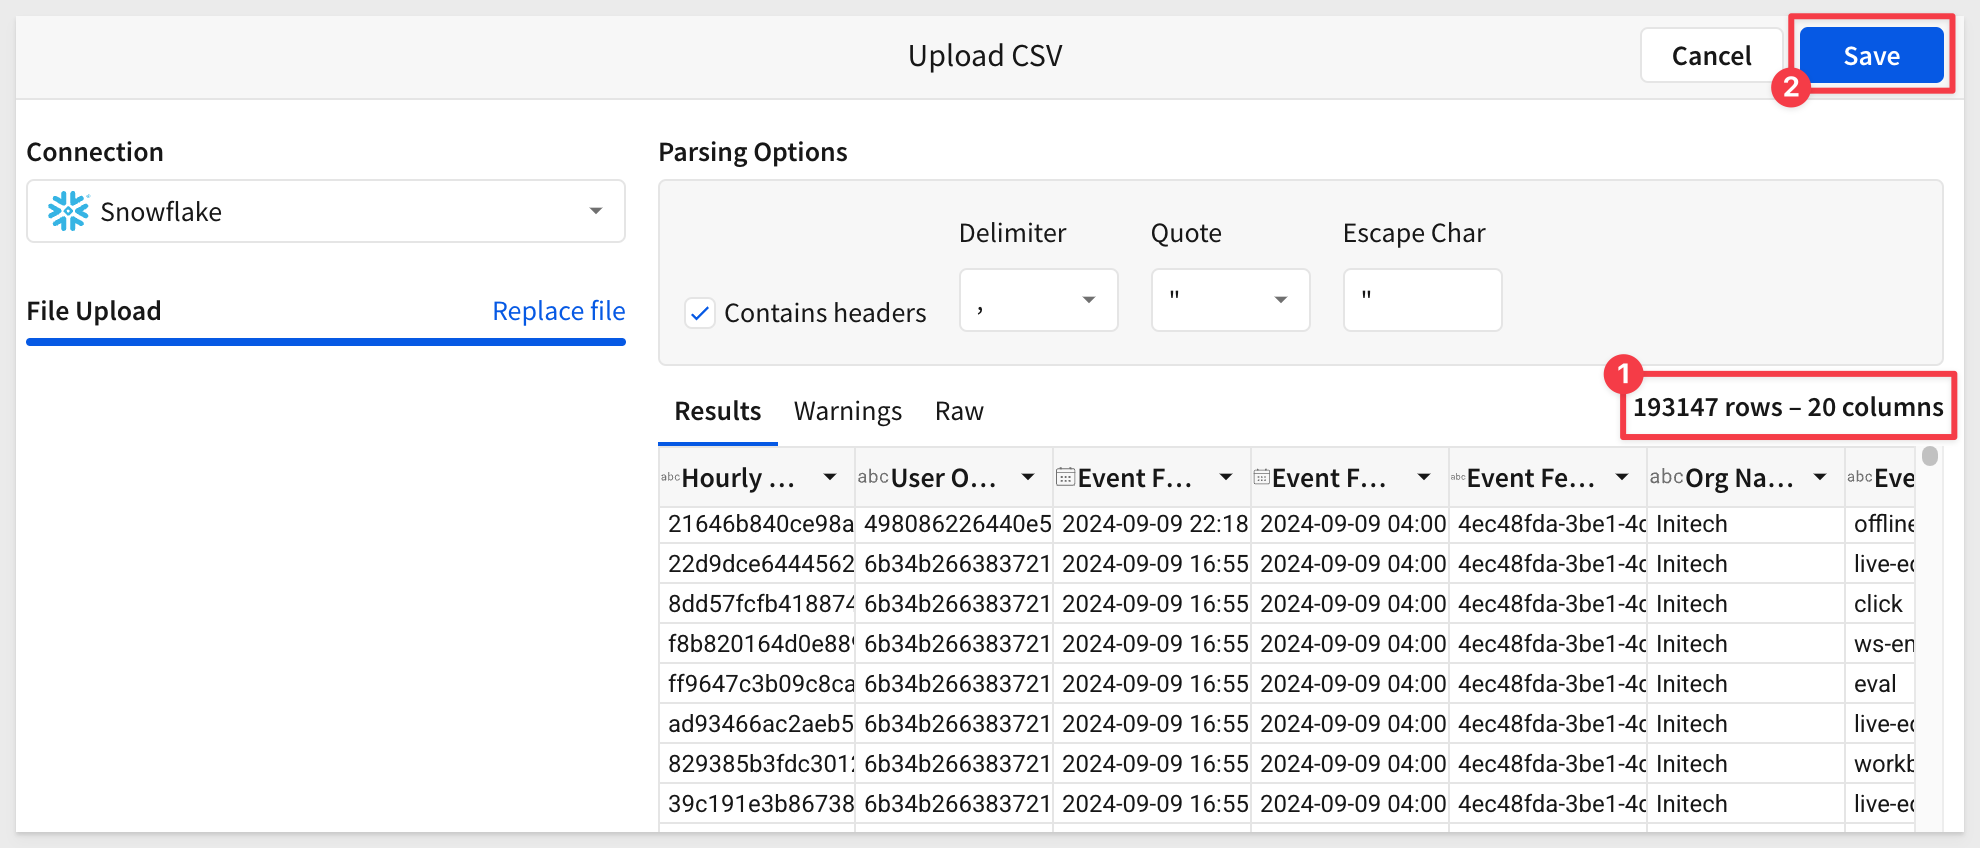 Upload CSV
Cancel
Save
2
Connection
Snowflake
File Upload
Replace file
Parsing Options
Contains headers
Delimiter
,
Quote
"
Escape Char
"
1
Results Warnings Raw
193147 rows – 20 columns
abc Hourly ... abc User O... Event F... Event F... abc Event Fe... abc Org Na... abc Eve
21646b840ce98a 498086226440e5 2024-09-09 22:18 2024-09-09 04:00 4ec48fda-3be1-4c Initech offline
22d9dce6444562 6b34b266383721 2024-09-09 16:55 2024-09-09 04:00 4ec48fda-3be1-4c Initech live-ec
8dd57fcfb418874 6b34b266383721 2024-09-09 16:55 2024-09-09 04:00 4ec48fda-3be1-4c Initech click
f8b820164d0e889 6b34b266383721 2024-09-09 16:55 2024-09-09 04:00 4ec48fda-3be1-4c Initech ws-en
ff9647c3b09c8ca 6b34b266383721 2024-09-09 16:55 2024-09-09 04:00 4ec48fda-3be1-4c Initech eval
ad93466ac2aeb5 6b34b266383721 2024-09-09 16:55 2024-09-09 04:00 4ec48fda-3be1-4c Initech live-ec
829385b3fdc3012 6b34b266383721 2024-09-09 16:55 2024-09-09 04:00 4ec48fda-3be1-4c Initech workb
39c191e3b86738 6b34b266383721 2024-09-09 16:55 2024-09-09 04:00 4ec48fda-3be1-4c Initech live-ec